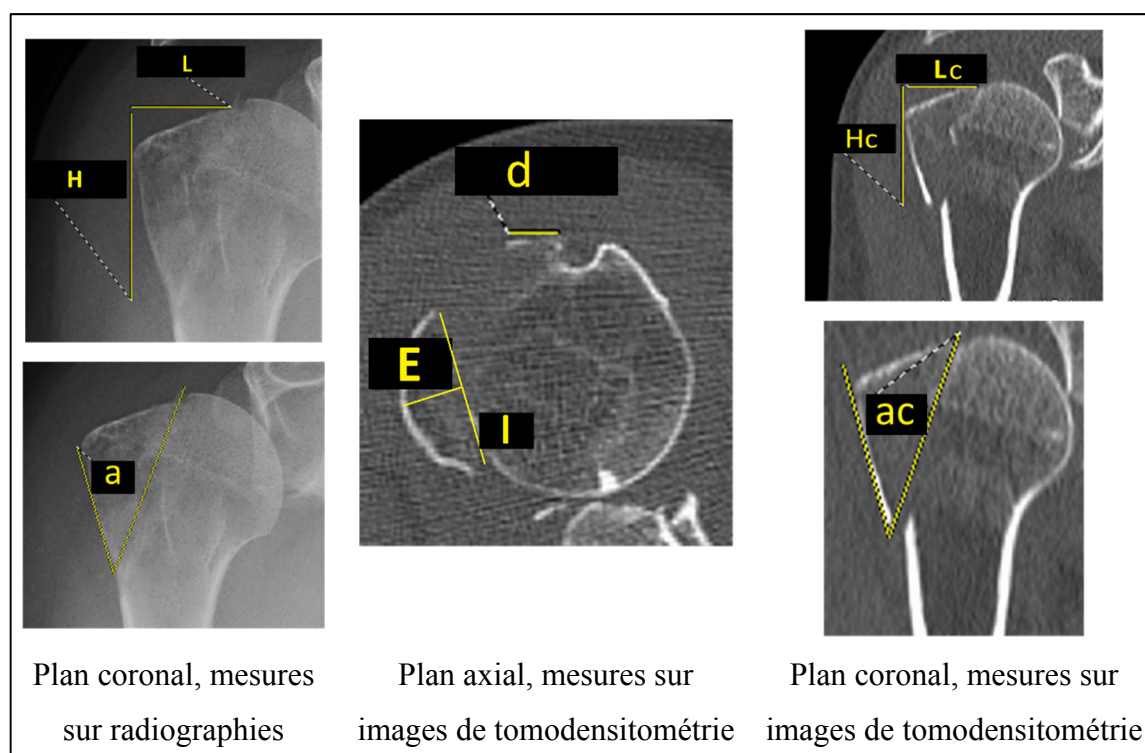 L
H
a
d
E
l
Lc
Hc
ac
Plan coronal, mesures
sur radiographies
Plan axial, mesures sur
images de tomodensitométrie
Plan coronal, mesures sur
images de tomodensitométrie